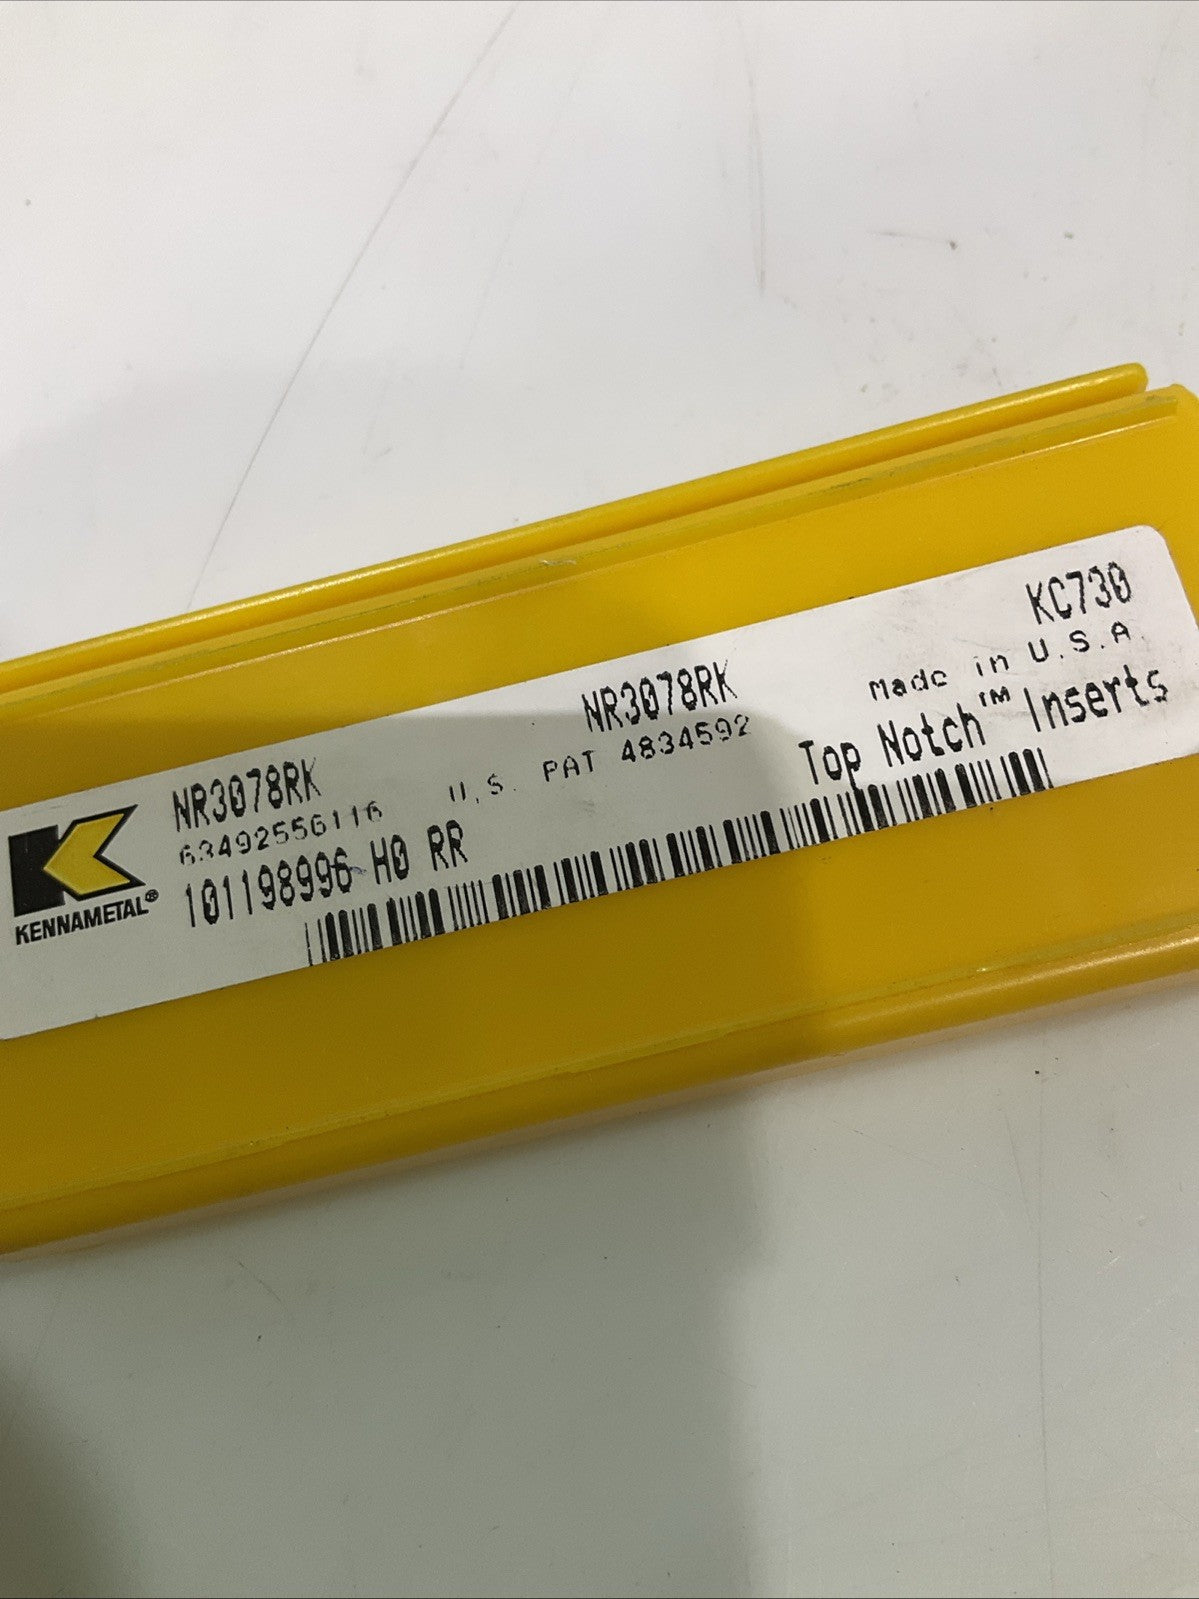 KENNAMETAL®
NR3078RK NR3078RK KC730
63492556116 U.S. PAT 4834592 Made in U.S.A.
101198996 H0 RR Top Notch™ Inserts